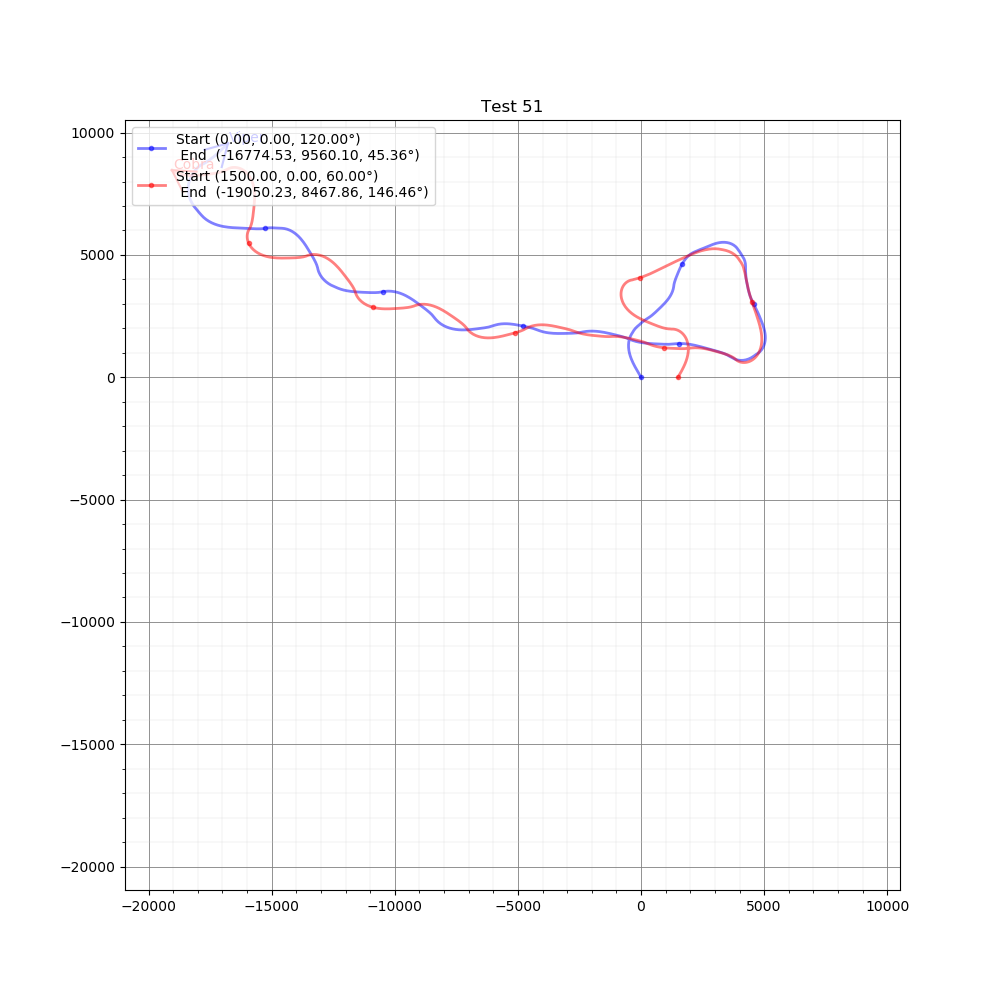 Test 51
Start (0.00, 0.00, 120.00°)
End (-16774.53, 9560.10, 45.36°)
Start (1500.00, 0.00, 60.00°)
End (-19050.23, 8467.86, 146.46°)
Cobra
10000
5000
0
−5000
−10000
−15000
−20000
−20000 −15000 −10000 −5000 0 5000 10000